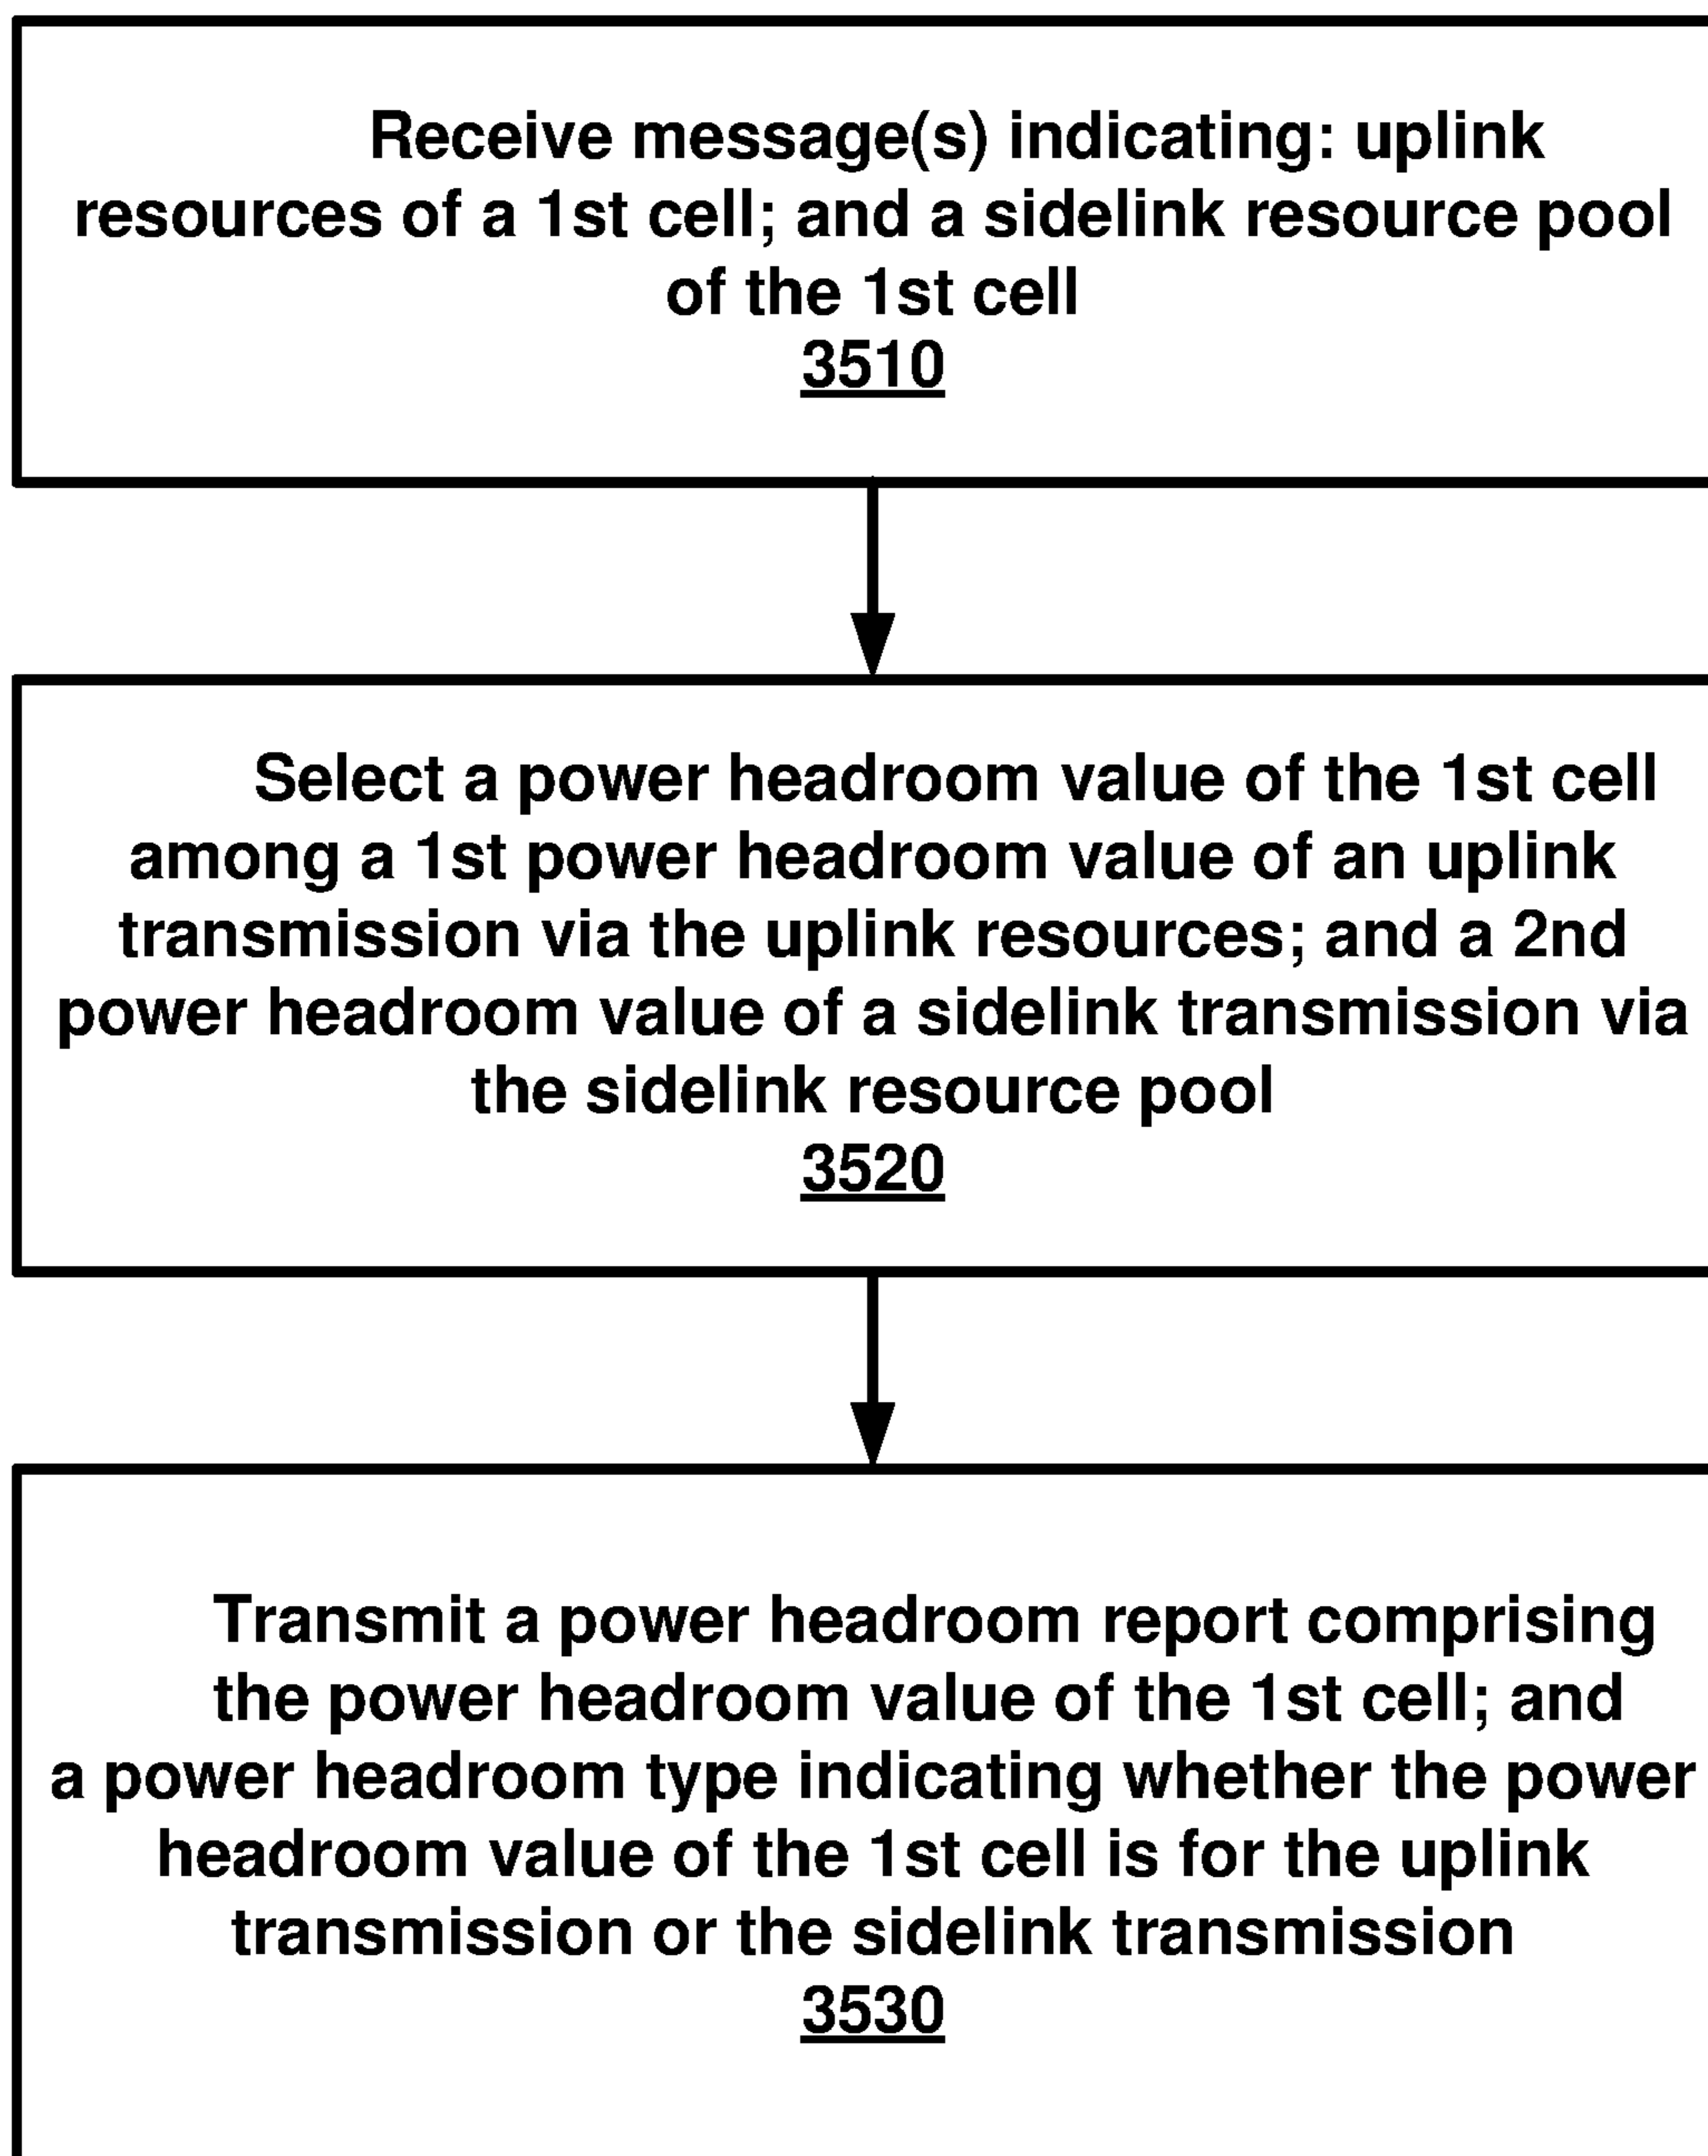 Receive message(s) indicating: uplink
resources of a 1st cell; and a sidelink resource pool
of the 1st cell
3510
Select a power headroom value of the 1st cell
among a 1st power headroom value of an uplink
transmission via the uplink resources; and a 2nd
power headroom value of a sidelink transmission via
the sidelink resource pool
3520
Transmit a power headroom report comprising
the power headroom value of the 1st cell; and
a power headroom type indicating whether the power
headroom value of the 1st cell is for the uplink
transmission or the sidelink transmission
3530